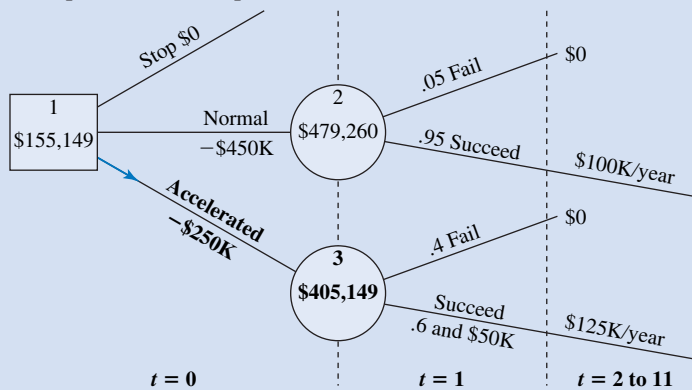 Stop $0
1
$155,149
Normal
−$450K
Accelerated
−$250K
2
$479,260
.05 Fail
$0
.95 Succeed
$100K/year
3
$405,149
.4 Fail
$0
Succeed
.6 and $50K
$125K/year
t = 0
t = 1
t = 2 to 11